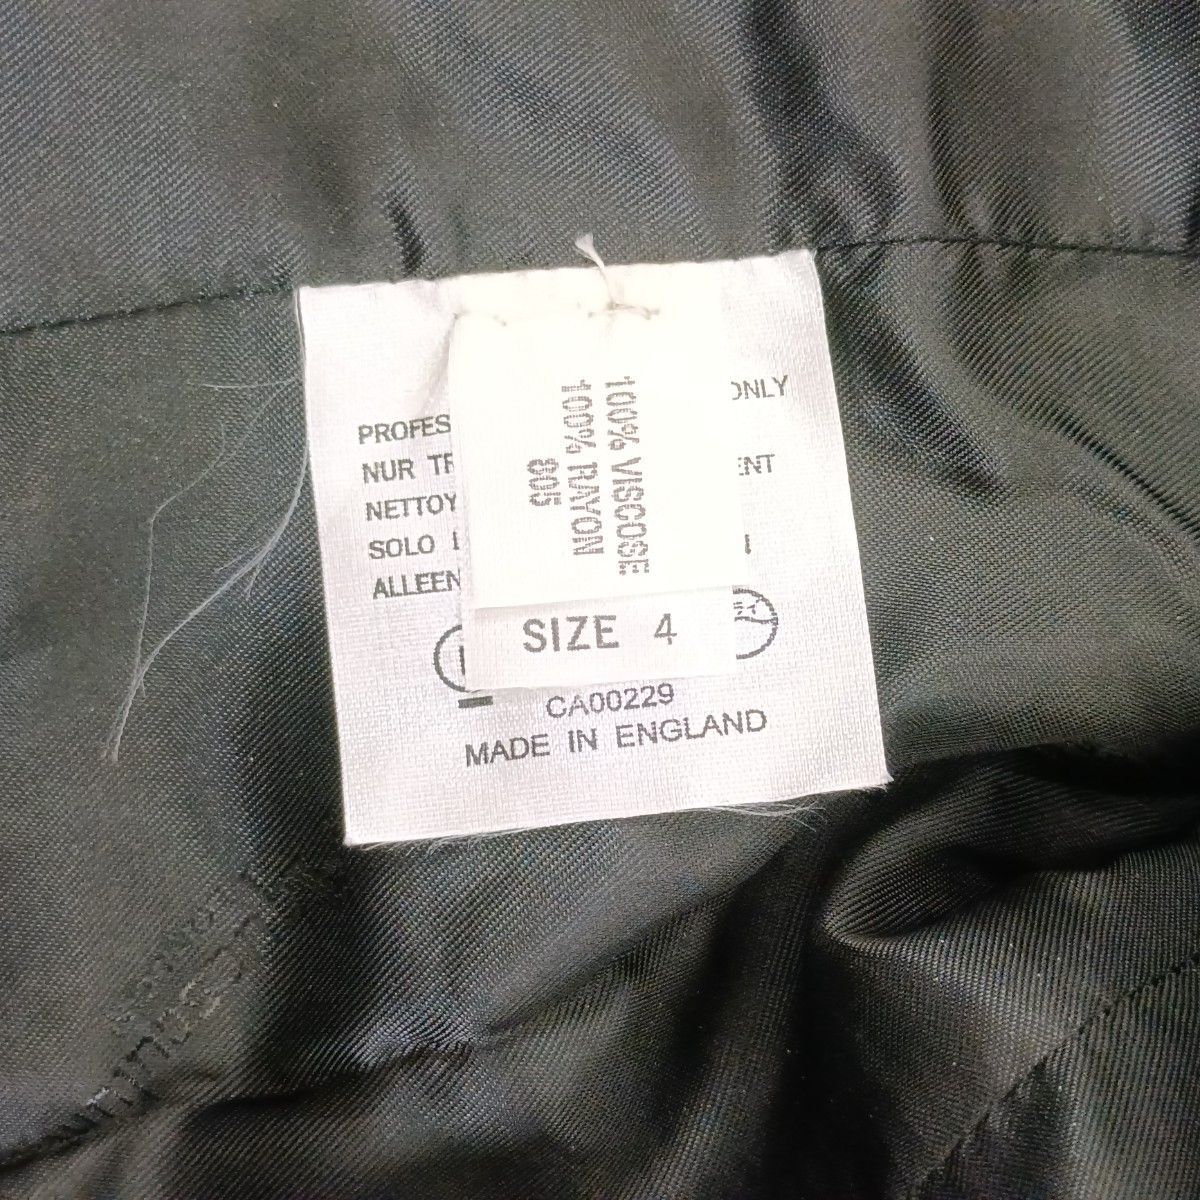 100% VISCOSE
100% RAYON
805
SIZE 4
PROFES ONLY
NUR TR ENT
NETTOY
SOLO
ALLEEN
CA00229
MADE IN ENGLAND